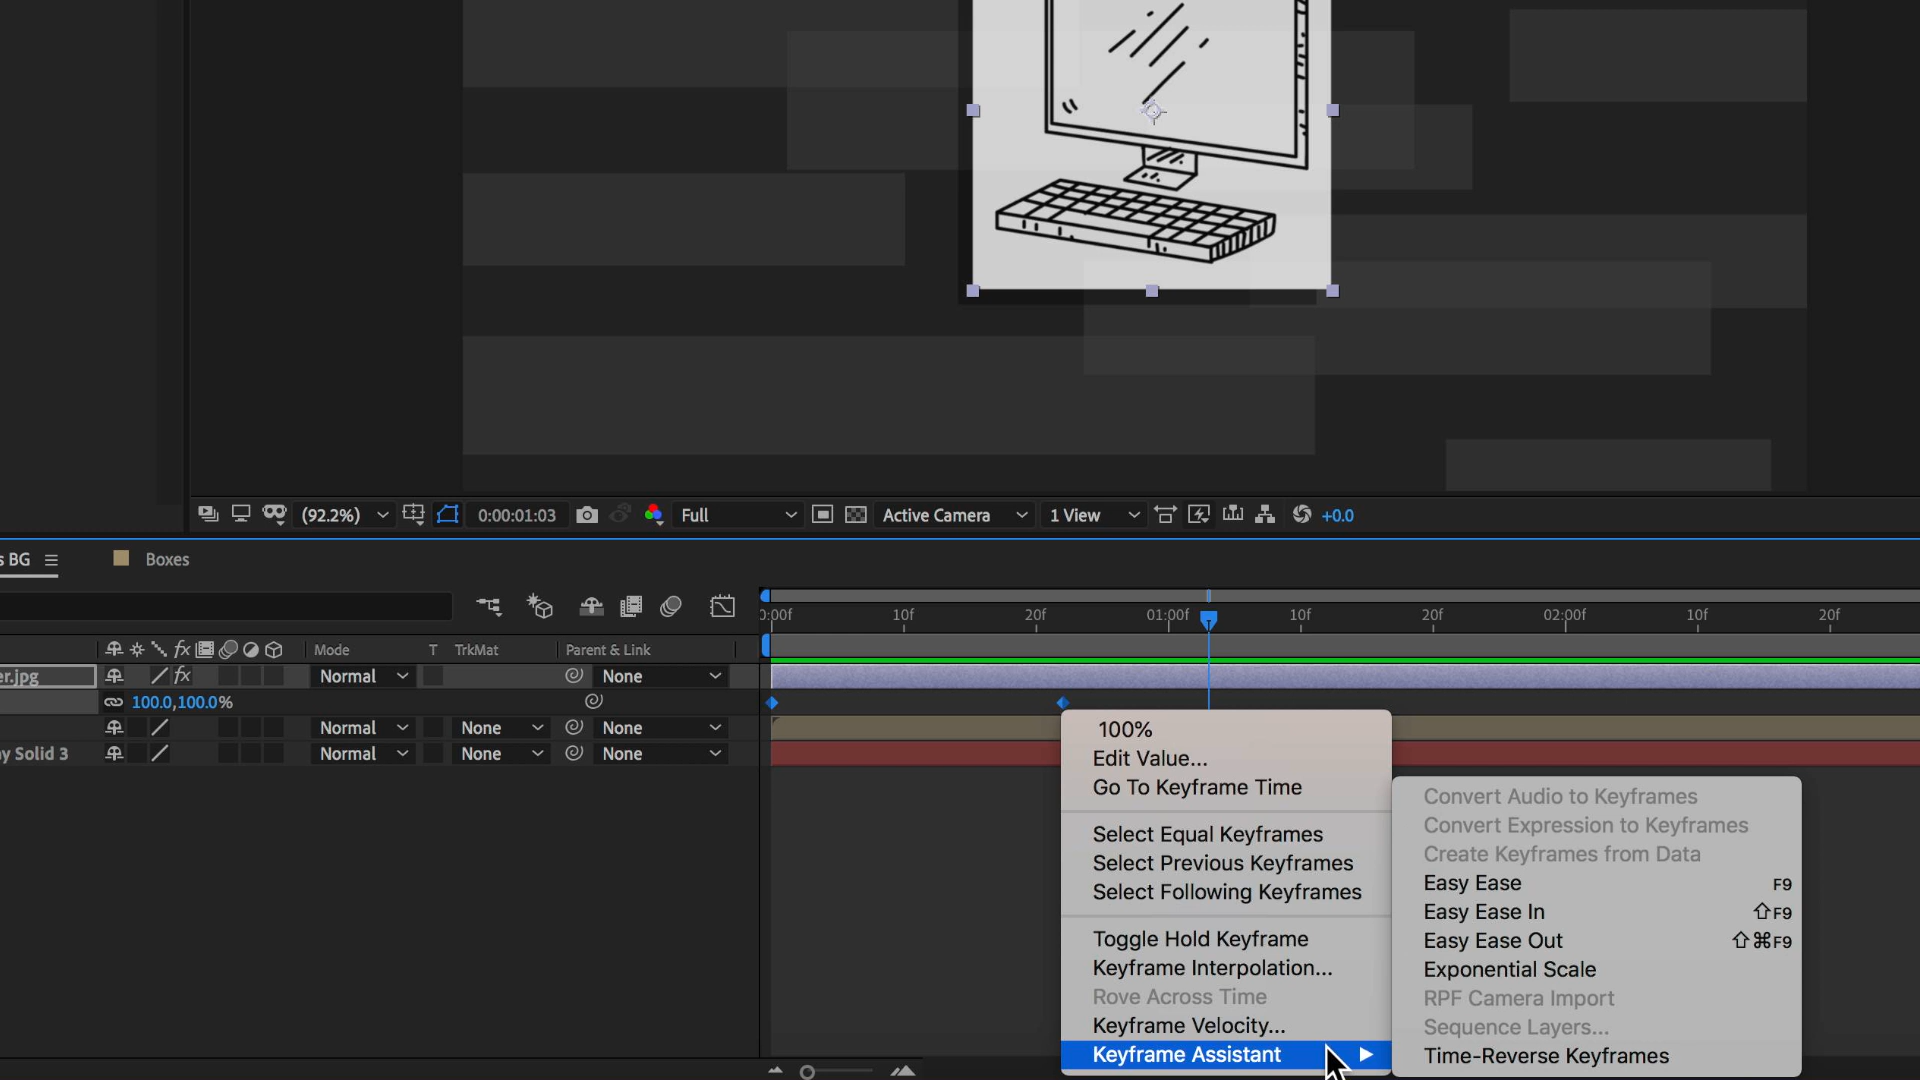 (92.2%)
0:00:01:03
Full
Active Camera
1 View
+0.0
s BG
Boxes
0:00f
10f
20f
01:00f
10f
20f
02:00f
10f
20f
fx
Mode
T
TrkMat
Parent & Link
er.jpg
fx
Normal
None
100.0,100.0%
Normal
None
None
y Solid 3
Normal
None
None
100%
Edit Value...
Go To Keyframe Time
Select Equal Keyframes
Select Previous Keyframes
Select Following Keyframes
Toggle Hold Keyframe
Keyframe Interpolation...
Rove Across Time
Keyframe Velocity...
Keyframe Assistant
Convert Audio to Keyframes
Convert Expression to Keyframes
Create Keyframes from Data
Easy Ease F9
Easy Ease In ⇧F9
Easy Ease Out ⇧⌘F9
Exponential Scale
RPF Camera Import
Sequence Layers...
Time-Reverse Keyframes